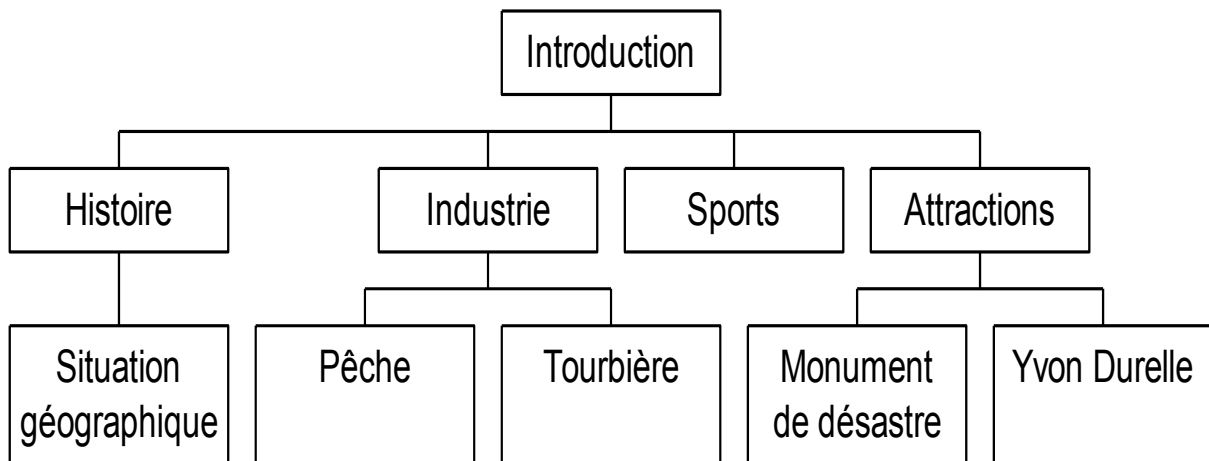 Introduction
Histoire
Industrie
Sports
Attractions
Situation
géographique
Pêche
Tourbière
Monument
de désastre
Yvon Durelle